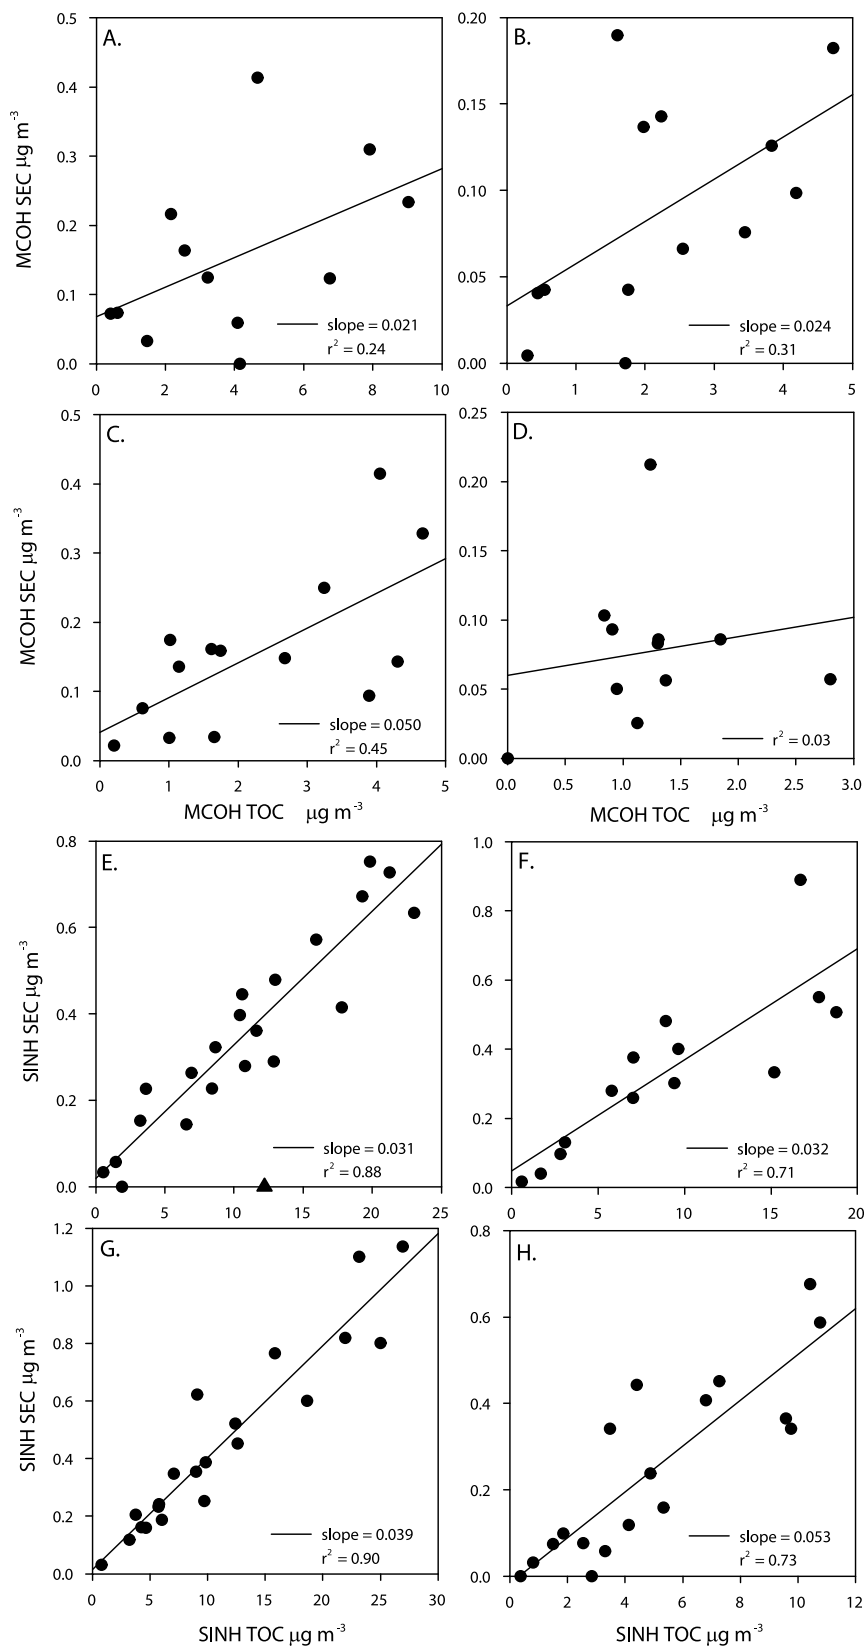 A.
MCOH SEC μg m⁻³
0.5
0.4
0.3
0.2
0.1
0.0
0 2 4 6 8 10
slope = 0.021
r² = 0.24
B.
0.20
0.15
0.10
0.05
0.00
0 1 2 3 4 5
slope = 0.024
r² = 0.31
C.
MCOH SEC μg m⁻³
0.5
0.4
0.3
0.2
0.1
0.0
0 1 2 3 4 5
slope = 0.050
r² = 0.45
MCOH TOC μg m⁻³
D.
0.25
0.20
0.15
0.10
0.05
0.00
0.0 0.5 1.0 1.5 2.0 2.5 3.0
r² = 0.03
MCOH TOC μg m⁻³
E.
SINH SEC μg m⁻³
0.8
0.6
0.4
0.2
0.0
0 5 10 15 20 25
slope = 0.031
r² = 0.88
F.
1.0
0.8
0.6
0.4
0.2
0.0
0 5 10 15 20
slope = 0.032
r² = 0.71
G.
SINH SEC μg m⁻³
1.2
1.0
0.8
0.6
0.4
0.2
0.0
0 5 10 15 20 25 30
slope = 0.039
r² = 0.90
SINH TOC μg m⁻³
H.
0.8
0.6
0.4
0.2
0.0
0 2 4 6 8 10 12
slope = 0.053
r² = 0.73
SINH TOC μg m⁻³